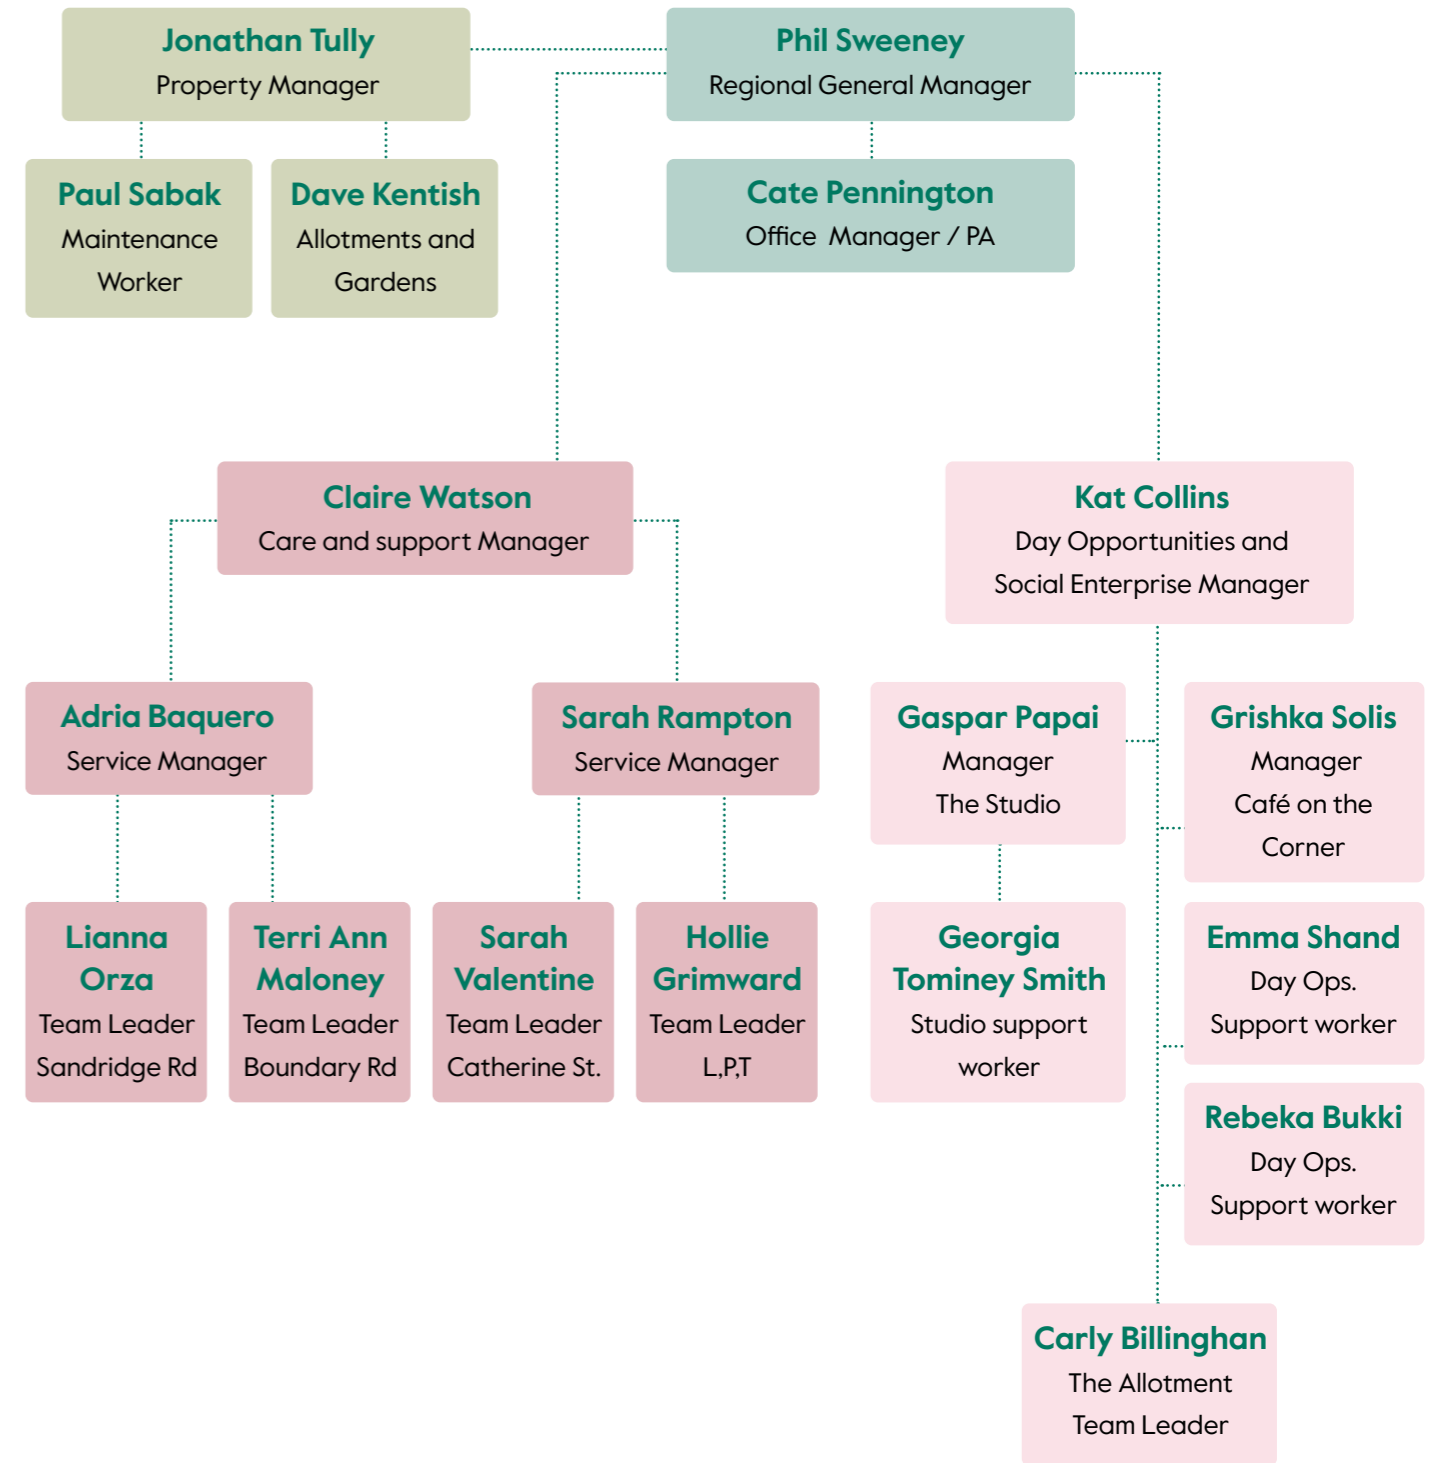 Jonathan Tully
Property Manager
Phil Sweeney
Regional General Manager
Paul Sabak
Maintenance
Worker
Dave Kentish
Allotments and
Gardens
Cate Pennington
Office Manager / PA
Claire Watson
Care and support Manager
Kat Collins
Day Opportunities and
Social Enterprise Manager
Adria Baquero
Service Manager
Sarah Rampton
Service Manager
Gaspar Papai
Manager
The Studio
Grishka Solis
Manager
Café on the
Corner
Lianna
Orza
Team Leader
Sandridge Rd
Terri Ann
Maloney
Team Leader
Boundary Rd
Sarah
Valentine
Team Leader
Catherine St.
Hollie
Grimward
Team Leader
L,P,T
Georgia
Tominey Smith
Studio support
worker
Emma Shand
Day Ops.
Support worker
Rebeka Bukki
Day Ops.
Support worker
Carly Billinghan
The Allotment
Team Leader